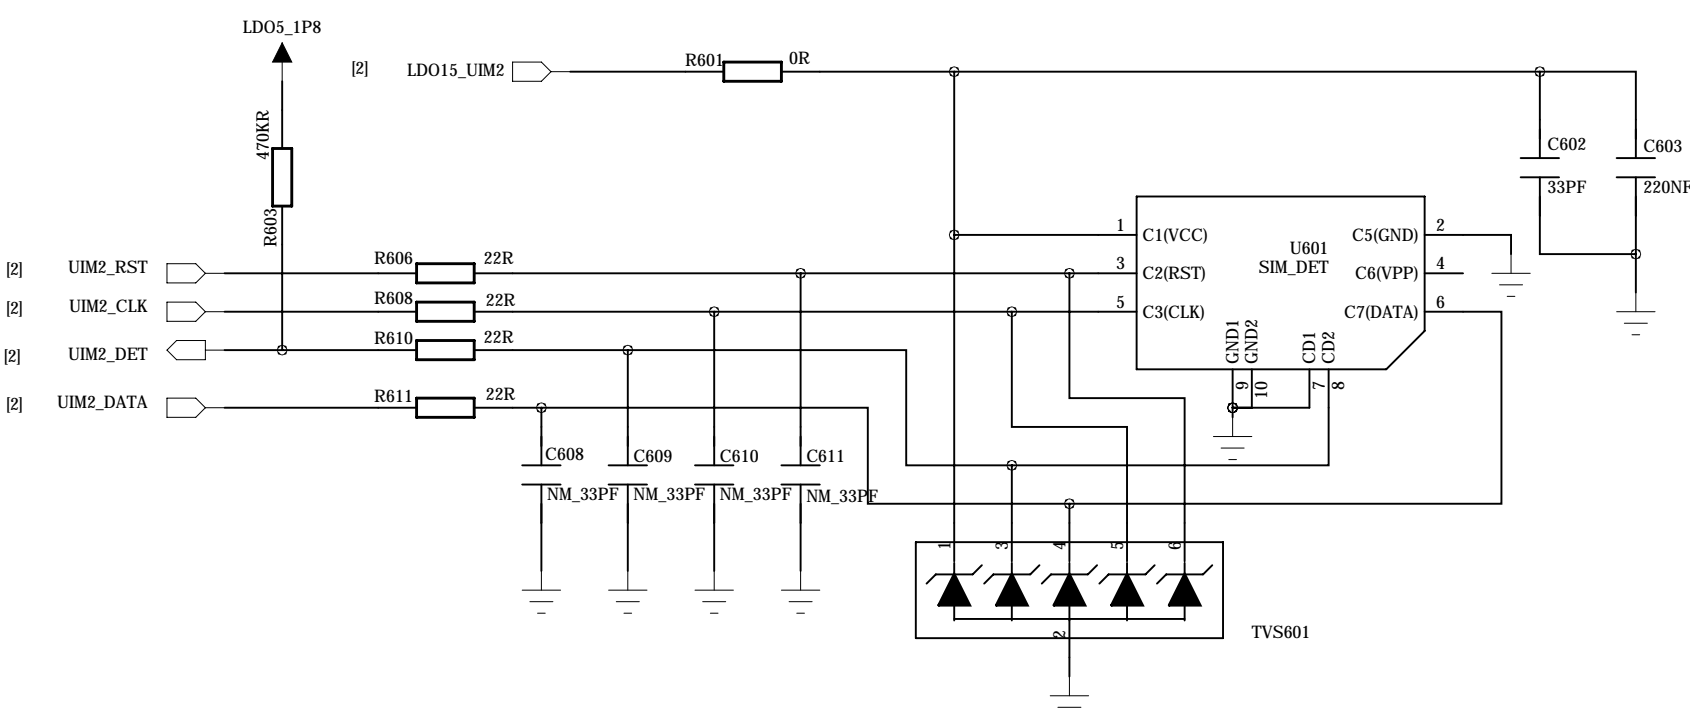 LDO5_1P8
[2] LDO15_UIM2
R601 0R
470KR
R603
C602
33PF
C603
220NF
[2] UIM2_RST
R606 22R
[2] UIM2_CLK
R608 22R
[2] UIM2_DET
R610 22R
[2] UIM2_DATA
R611 22R
1 C1(VCC)
3 C2(RST)
5 C3(CLK)
U601
SIM_DET
C5(GND) 2
C6(VPP) 4
C7(DATA) 6
GND1 9
GND2 10
CD1 7
CD2 8
C608
NM_33PF
C609
NM_33PF
C610
NM_33PF
C611
NM_33PF
1 3 4 5 6
2
TVS601